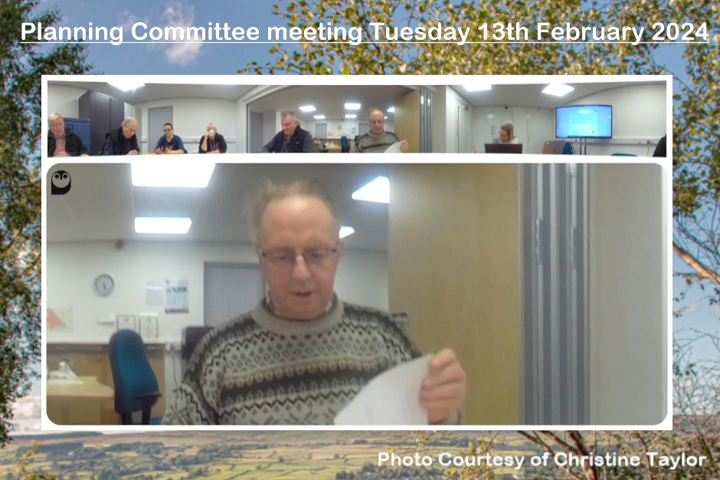 Planning Committee meeting Tuesday 13th February 2024
Photo Courtesy of Christine Taylor